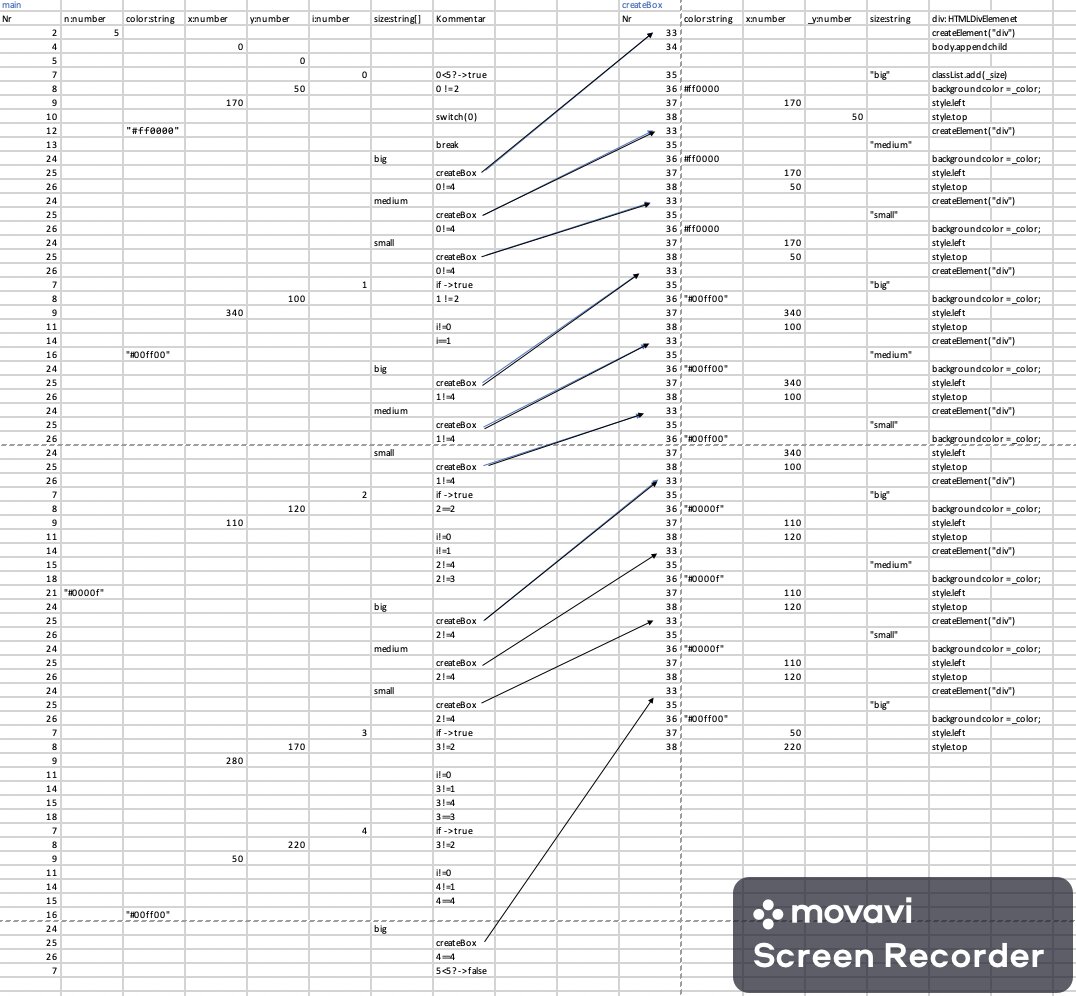 main createBox
Nr n:number color:string x:number y:number i:number size:string[] Kommentar Nr color:string x:number _y:number size:string div: HTMLDivElemenet
2 5 33 createElement("div")
4 0 34 body.appendchild
5 0
7 0 0<5?->true 35 "big" classList.add(_size)
8 50 0 !=2 36 #ff0000 backgroundcolor =_color;
9 170 37 170 style.left
10 switch(0) 38 50 style.top
12 "#ff0000" 33 createElement("div")
13 break 35 "medium"
24 big 36 #ff0000 backgroundcolor =_color;
25 createBox 37 170 style.left
26 0!=4 38 50 style.top
24 medium 33 createElement("div")
25 createBox 35 "small"
26 0!=4 36 #ff0000 backgroundcolor =_color;
24 small 37 170 style.left
25 createBox 38 50 style.top
26 0!=4 33 createElement("div")
7 1 if ->true 35 "big"
8 100 1 !=2 36 "#00ff00" backgroundcolor =_color;
9 340 37 340 style.left
11 i!=0 38 100 style.top
14 i==1 33 createElement("div")
16 "#00ff00" 35 "medium"
24 big 36 "#00ff00" backgroundcolor =_color;
25 createBox 37 340 style.left
26 1!=4 38 100 style.top
24 medium 33 createElement("div")
25 createBox 35 "small"
26 1!=4 36 "#00ff00" backgroundcolor =_color;
24 small 37 340 style.left
25 createBox 38 100 style.top
26 1!=4 33 createElement("div")
7 2 if ->true 35 "big"
8 120 2==2 36 "#0000f" backgroundcolor =_color;
9 110 37 110 style.left
11 i!=0 38 120 style.top
14 i!=1 33 createElement("div")
15 2!=4 35 "medium"
18 2!=3 36 "#0000f" backgroundcolor =_color;
21 "#0000f" 37 110 style.left
24 big 38 120 style.top
25 createBox 33 createElement("div")
26 2!=4 35 "small"
24 medium 36 "#0000f" backgroundcolor =_color;
25 createBox 37 110 style.left
26 2!=4 38 120 style.top
24 small 33 createElement("div")
25 createBox 35 "big"
26 2!=4 36 "#00ff00" backgroundcolor =_color;
7 3 if ->true 37 50 style.left
8 170 3!=2 38 220 style.top
9 280
11 i!=0
14 3!=1
15 3!=4
18 3==3
7 4 if ->true
8 220 3!=2
9 50
11 i!=0
14 4!=1
15 4==4
16 "#00ff00"
24 big
25 createBox
26 4==4
7 5<5?->false
movavi
Screen Recorder